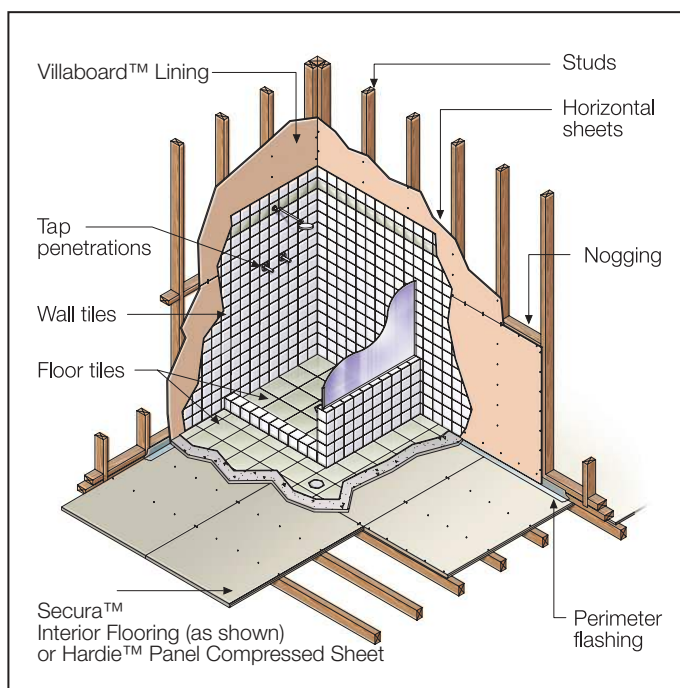 Villaboard™ Lining
Studs
Horizontal
sheets
Tap
penetrations
Nogging
Wall tiles
Floor tiles
Secura™
Interior Flooring (as shown)
or Hardie™ Panel Compressed Sheet
Perimeter
flashing